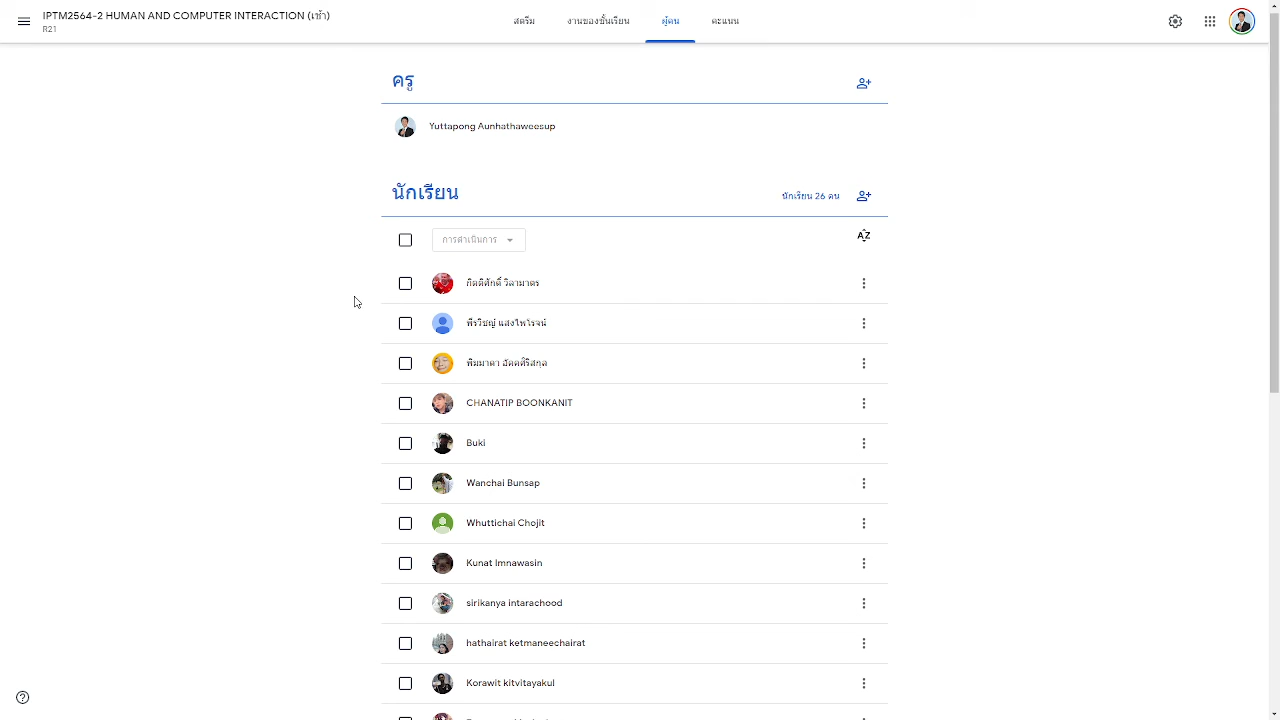 IPTM2564-2 HUMAN AND COMPUTER INTERACTION (เช้า)
R21
สตรีม
งานของชั้นเรียน
ผู้คน
คะแนน
ครู
Yuttapong Aunhathaweesup
นักเรียน
นักเรียน 26 คน
การดำเนินการ
AZ
กิตติศักดิ์ วิลามาตร
พีรวิชญ์ แสงไพโรจน์
พิมมาดา อัคคศิริสกุล
CHANATIP BOONKANIT
Buki
Wanchai Bunsap
Whuttichai Chojit
Kunat Imnawasin
sirikanya intarachood
hathairat ketmaneechairat
Korawit kitvitayakul